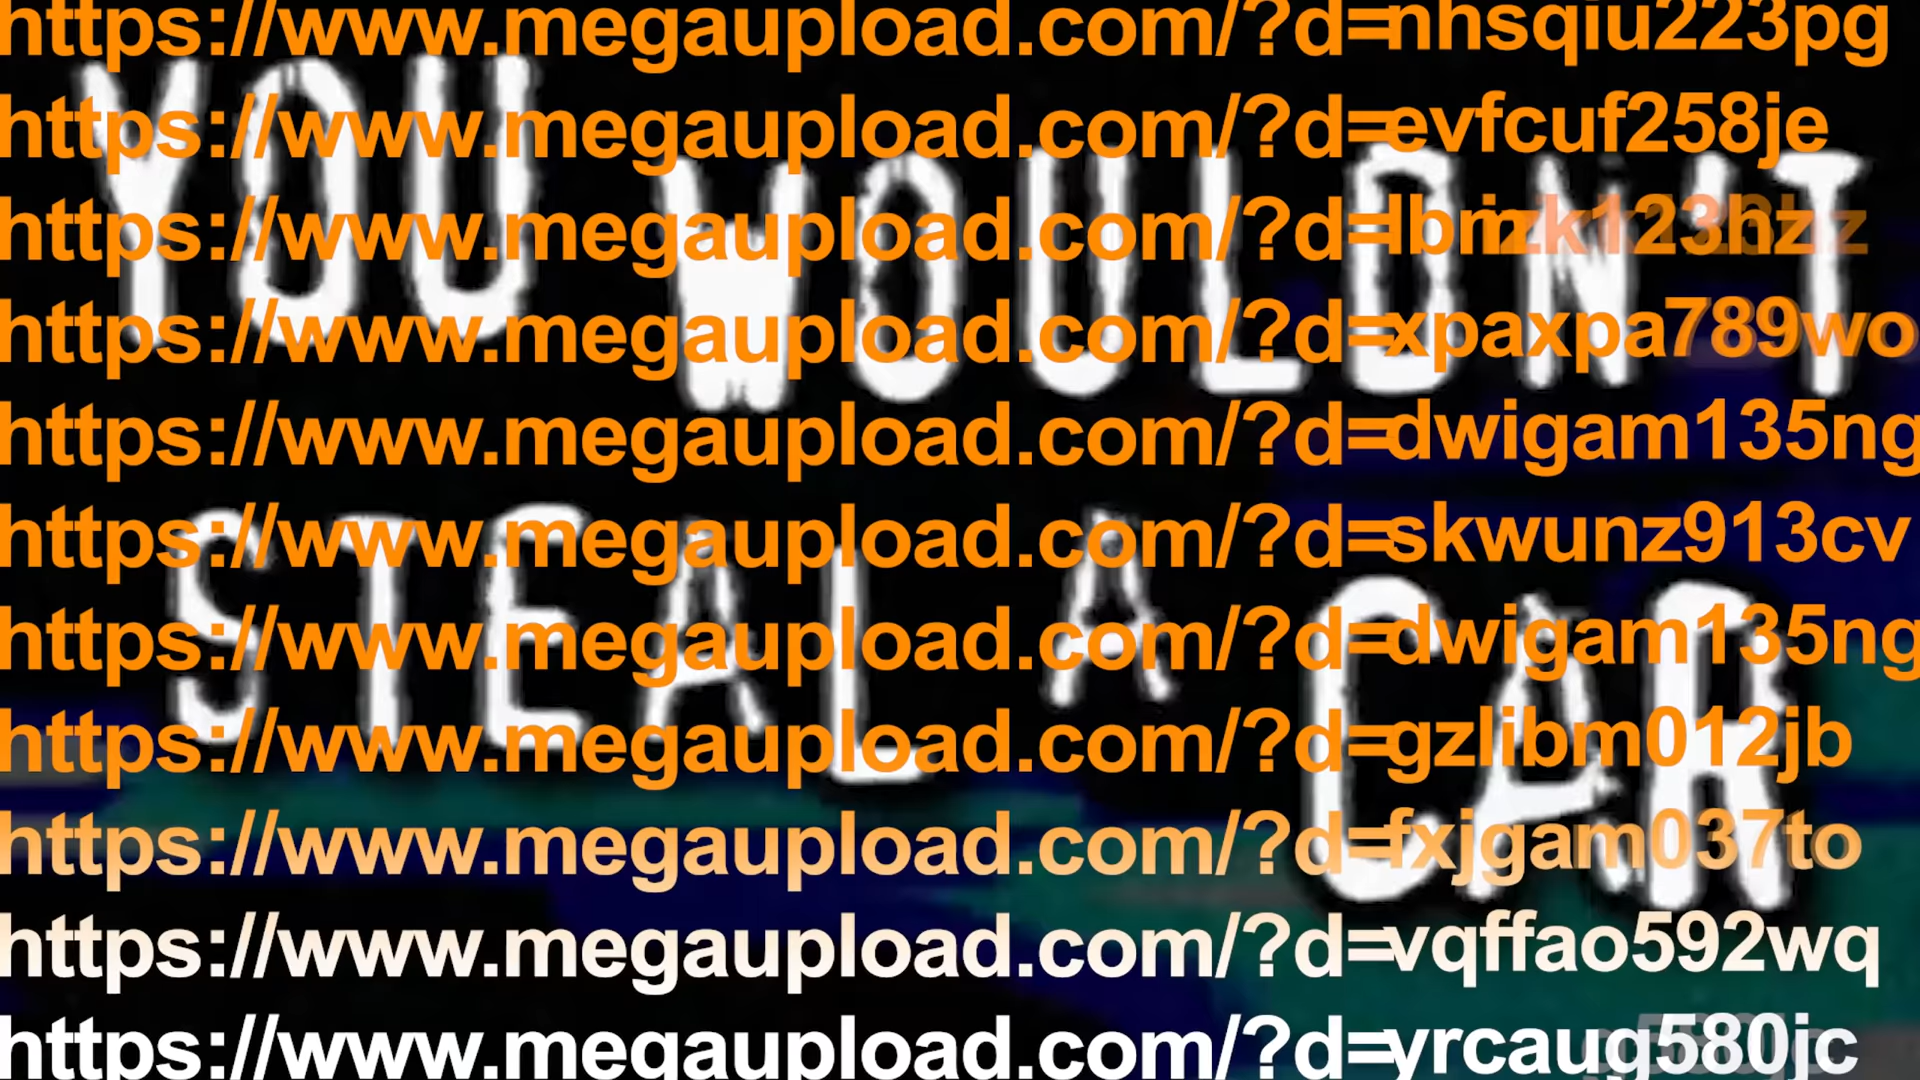 https://www.megaupload.com/?d=nhsqiu223pg
https://www.megaupload.com/?d=evfcuf258je
https://www.megaupload.com/?d=
https://www.megaupload.com/?d=xpaxpa789wo
https://www.megaupload.com/?d=dwigam135ng
https://www.megaupload.com/?d=skwunz913cv
https://www.megaupload.com/?d=dwigam135ng
https://www.megaupload.com/?d=gzlibm012jb
https://www.megaupload.com/?d=fxjgam037to
https://www.megaupload.com/?d=vqffao592wq
https://www.megaupload.com/?d=yrcaug580jc
YOU WOULDN'T
STEAL A CAR